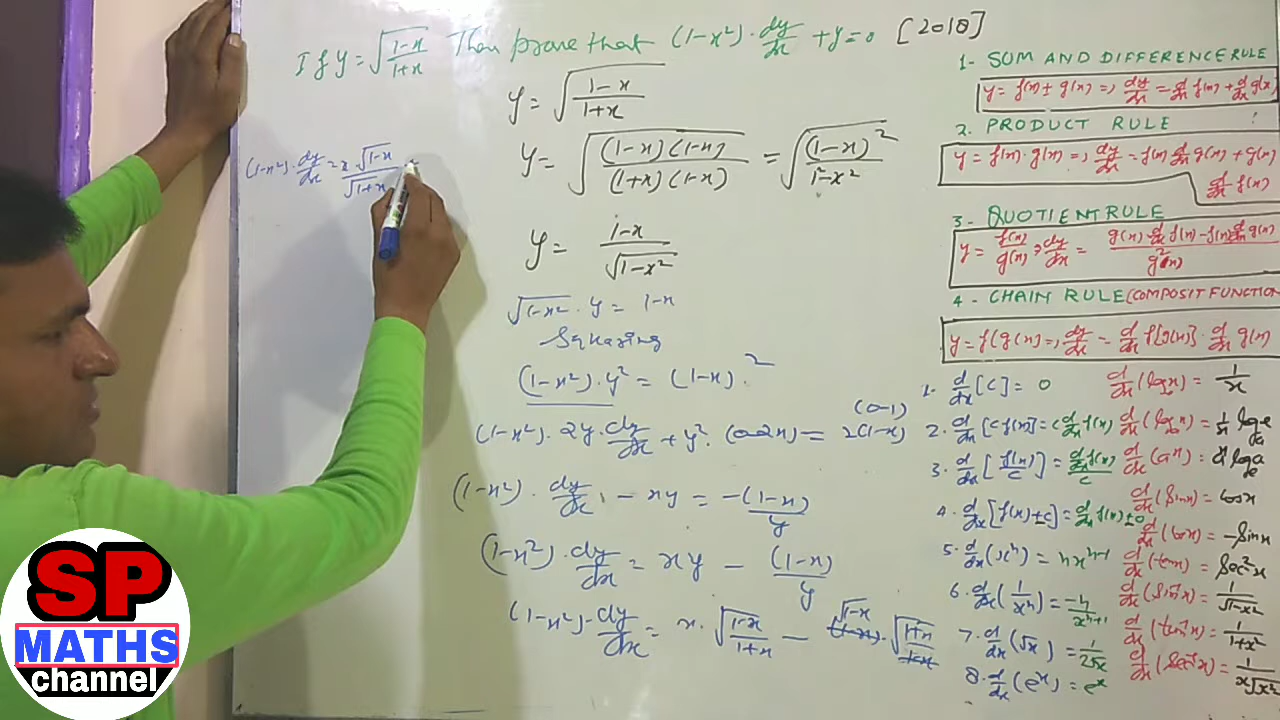 If y = √((1-x)/(1+x)) Then prove that (1-x²)·dy/dx + y = 0 [2018]
y = √((1-x)/(1+x))
y = √(((1-x)(1-x))/((1+x)(1-x))) = √((1-x)²/(1²-x²))
y = (1-x)/√(1-x²)
√(1-x²)·y = 1-x
Squaring
(1-x²)·y² = (1-x)²
(1-x²)·2y·dy/dx + y²·(0-2x) = 2(1-x)(0-1)
(1-x²)·dy/dx - xy = -(1-x)/y
(1-x²)·dy/dx = xy - (1-x)/y
(1-x²)·dy/dx = x·√((1-x)/(1+x)) - √(1-x)·√(1+x)
(1-x²)·dy/dx = x √(1-x)/√(1+x)
1- SUM AND DIFFERENCE RULE
y = f(x) ± g(x) => dy/dx = d/dx f(x) + d/dx g(x)
2. PRODUCT RULE
y = f(x)·g(x) => dy/dx = f(x) d/dx g(x) + g(x)
d/dx f(x)
3- QUOTIENT RULE
y = f(x)/g(x) => dy/dx = (g(x) d/dx f(x) - f(x) d/dx g(x))/g²(x)
4- CHAIN RULE (COMPOSIT FUNCTION
y = f(g(x) => dy/dx = d/dx f[g(x)] · d/dx g(x)
1- d/dx [C] = 0
2. d/dx [C f(x)] = C d/dx f(x)
3. d/dx [f(x)/C] = d/dx f(x)/C
4. d/dx [f(x) ± C] = d/dx f(x) ± 0
5. d/dx (xⁿ) = nxⁿ⁻¹
6. d/dx (1/xⁿ) = -n/xⁿ⁺¹
7. d/dx (√x) = 1/2√x
8. d/dx (eˣ) = eˣ
d/dx (log x) = 1/x
d/dx (log x) = 1/x log e
d/dx (aˣ) = aˣ log a
d/dx (Sin x) = Cos x
d/dx (Cos x) = -Sin x
d/dx (tan x) = Sec² x
d/dx (Sin⁻¹ x) = 1/√(1-x²)
d/dx (tan⁻¹ x) = 1/(1+x²)
d/dx (Sec⁻¹ x) = 1/x√x²
SP
MATHS
channel